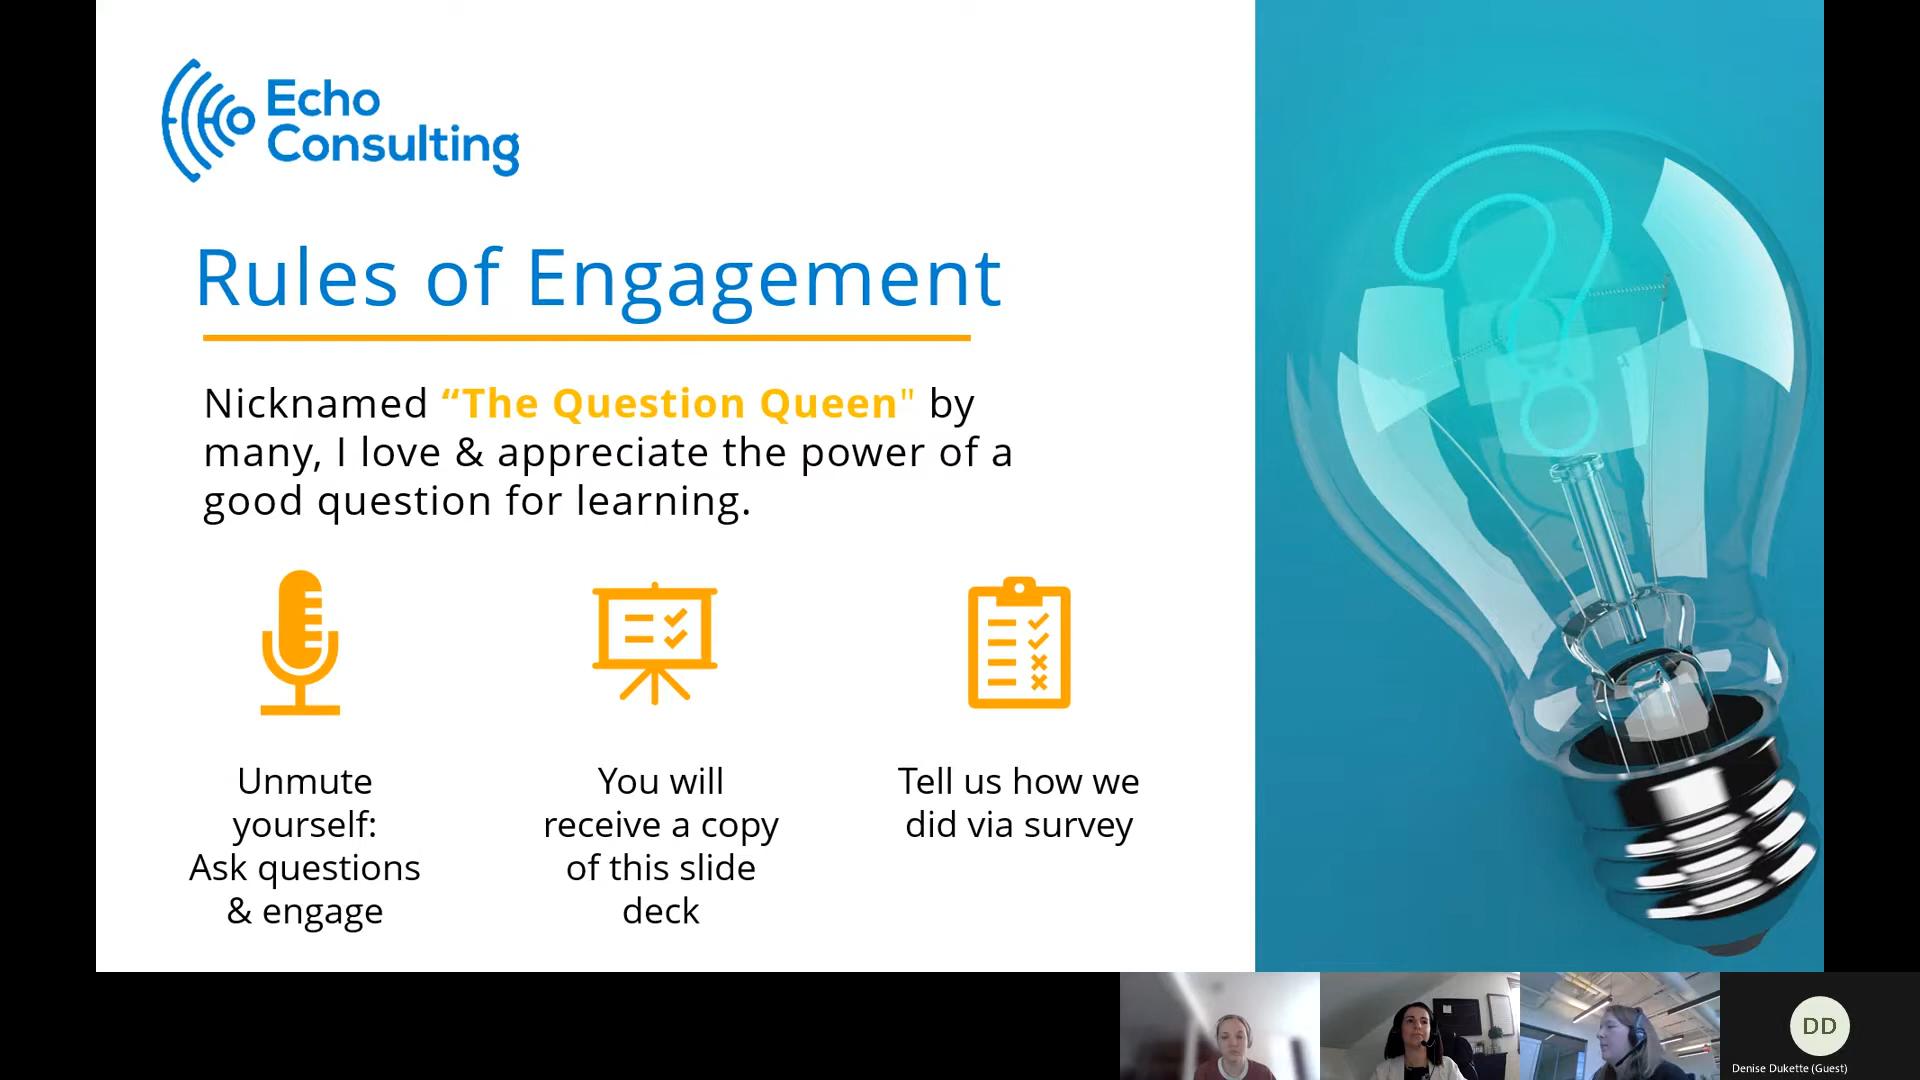 Echo
Consulting
Rules of Engagement
Nicknamed “The Question Queen" by
many, I love & appreciate the power of a
good question for learning.
Unmute
yourself:
Ask questions
& engage
You will
receive a copy
of this slide
deck
Tell us how we
did via survey
DD
Denise Dukette (Guest)